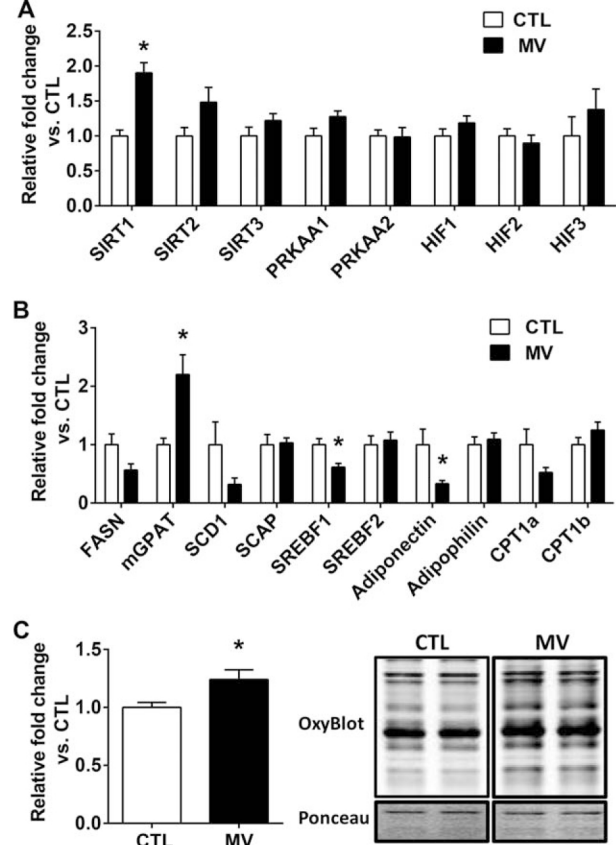 A
Relative fold change
vs. CTL
2.5
2.0
1.5
1.0
0.5
0.0
CTL
MV
*
SIRT1
SIRT2
SIRT3
PRKAA1
PRKAA2
HIF1
HIF2
HIF3
B
Relative fold change
vs. CTL
3
2
1
0
CTL
MV
*
*
*
FASN
mGPAT
SCD1
SCAP
SREBF1
SREBF2
Adiponectin
Adipophilin
CPT1a
CPT1b
C
Relative fold change
vs. CTL
1.5
1.0
0.5
0.0
*
CTL
MV
CTL
MV
OxyBlot
Ponceau